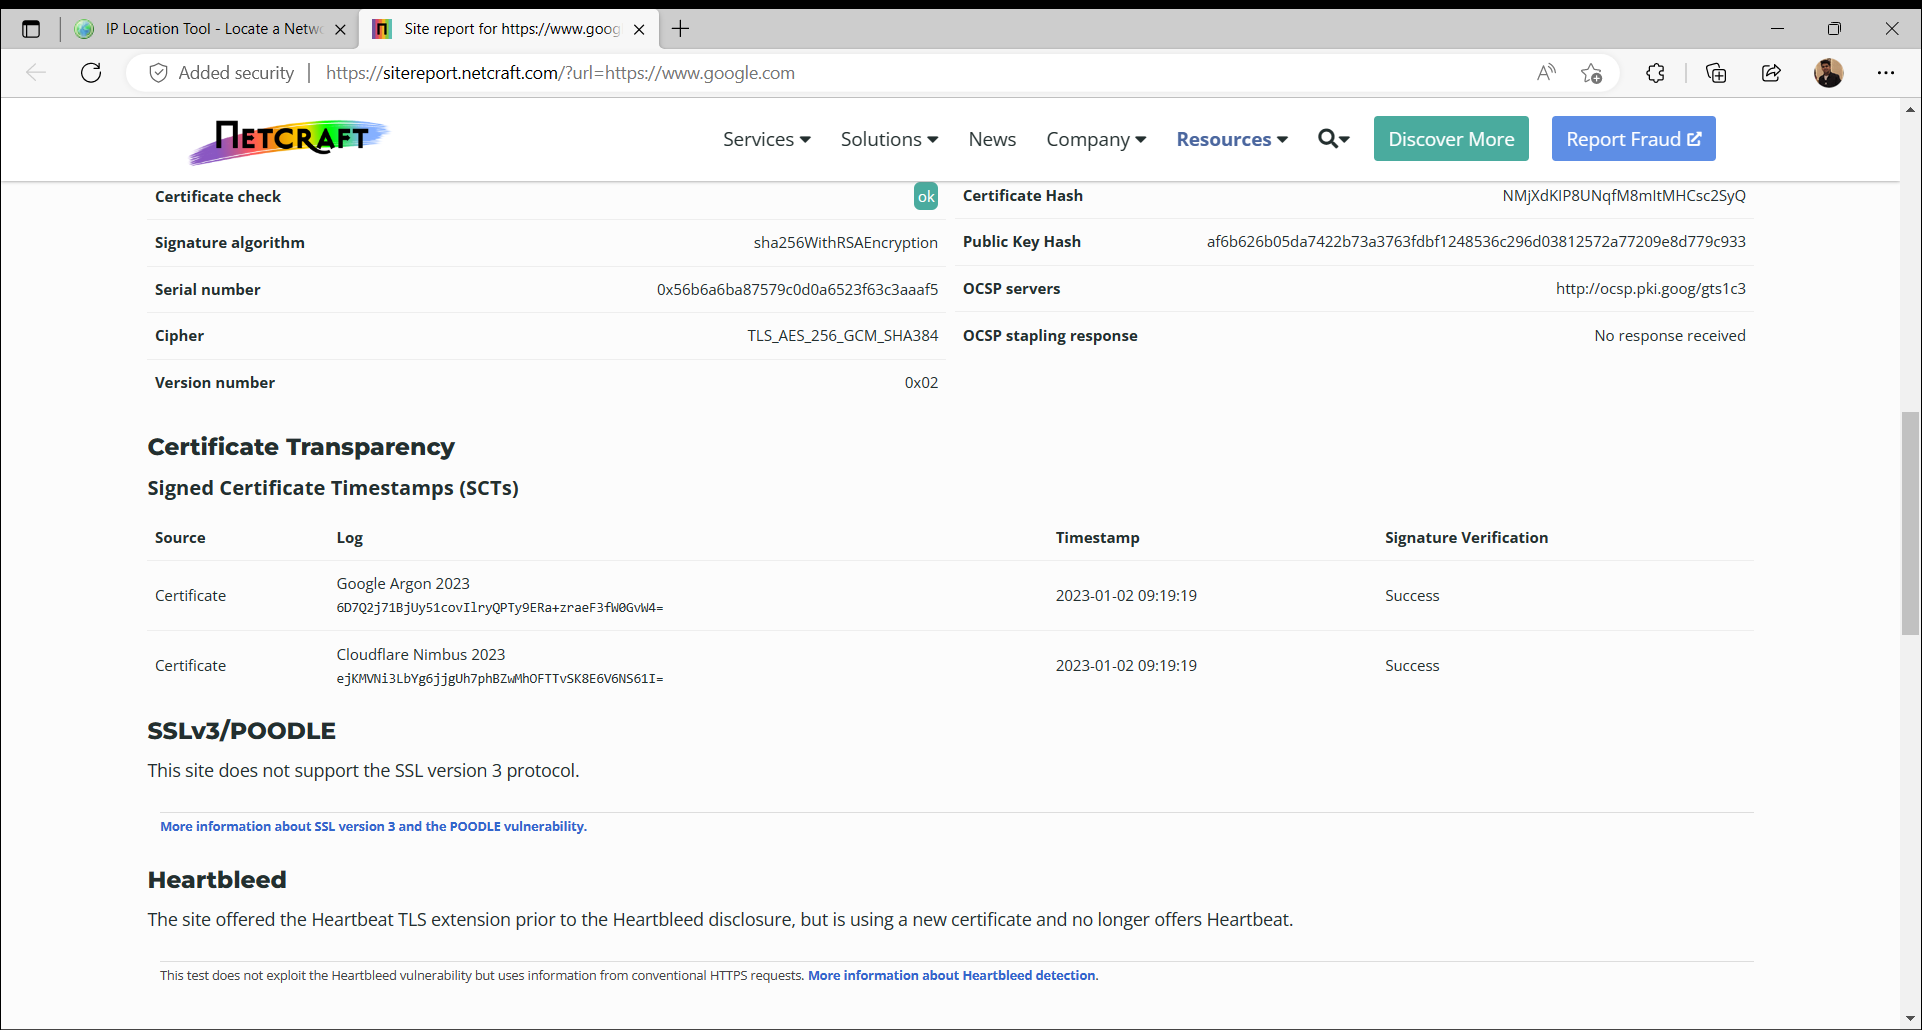 IP Location Tool - Locate a Netw
Site report for https://www.goog
Added security
https://sitereport.netcraft.com/?url=https://www.google.com
NETCRAFT
Services
Solutions
News
Company
Resources
Discover More
Report Fraud
Certificate check
ok
Certificate Hash
NMjXdKIP8UNqfM8mItMHCsc2SyQ
Signature algorithm
sha256WithRSAEncryption
Public Key Hash
af6b626b05da7422b73a3763fdbf1248536c296d03812572a77209e8d779c933
Serial number
0x56b6a6ba87579c0d0a6523f63c3aaaf5
OCSP servers
http://ocsp.pki.goog/gts1c3
Cipher
TLS_AES_256_GCM_SHA384
OCSP stapling response
No response received
Version number
0x02
Certificate Transparency
Signed Certificate Timestamps (SCTs)
Source
Log
Timestamp
Signature Verification
Certificate
Google Argon 2023
6D7Q2j71BjUy51covIlryQPTy9ERa+zraeF3fW0GvW4=
2023-01-02 09:19:19
Success
Certificate
Cloudflare Nimbus 2023
ejKMVNi3LbYg6jjgUh7phBZwMhOFTTvSK8E6V6NS61I=
2023-01-02 09:19:19
Success
SSLv3/POODLE
This site does not support the SSL version 3 protocol.
More information about SSL version 3 and the POODLE vulnerability.
Heartbleed
The site offered the Heartbeat TLS extension prior to the Heartbleed disclosure, but is using a new certificate and no longer offers Heartbeat.
This test does not exploit the Heartbleed vulnerability but uses information from conventional HTTPS requests. More information about Heartbleed detection.